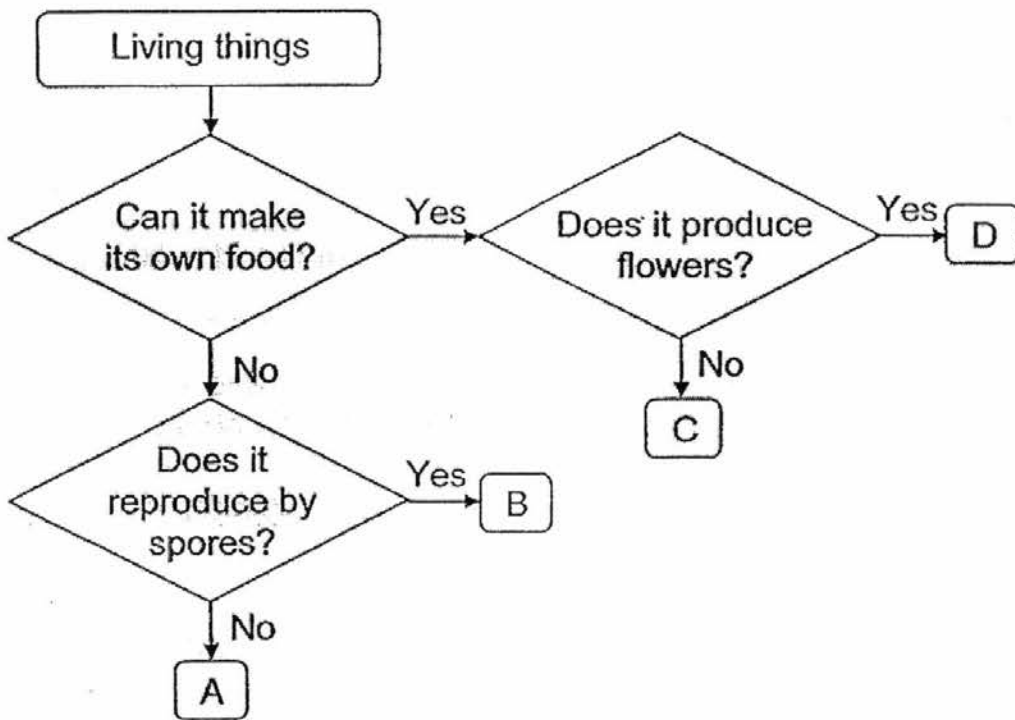 Living things
Can it make
its own food?
Yes
Does it produce
flowers?
Yes
D
No
C
No
Does it
reproduce by
spores?
Yes
B
No
A